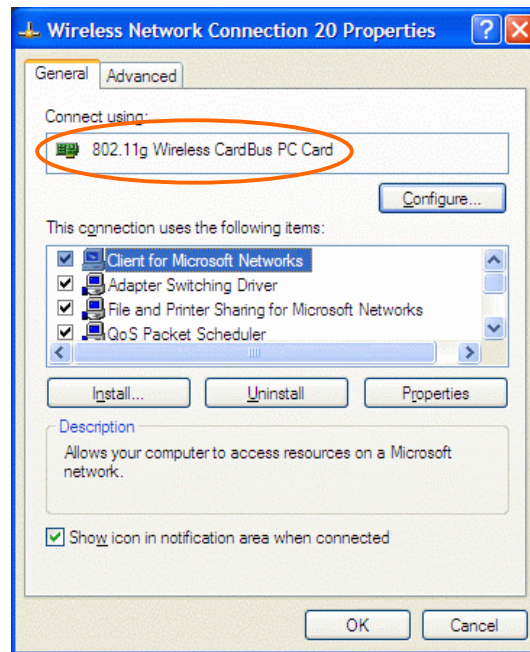 Wireless Network Connection 20 Properties
General Advanced
Connect using:
802.11g Wireless CardBus PC Card
Configure...
This connection uses the following items:
Client for Microsoft Networks
Adapter Switching Driver
File and Printer Sharing for Microsoft Networks
QoS Packet Scheduler
Install... Uninstall Properties
Description
Allows your computer to access resources on a Microsoft
network.
Show icon in notification area when connected
OK Cancel